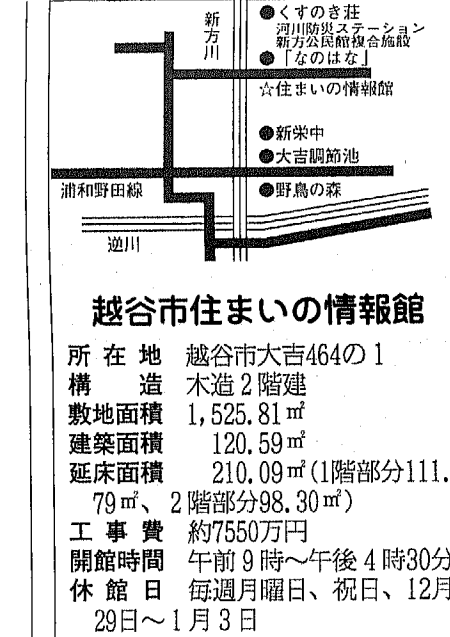 新方川
●くすのき荘
河川防災ステーション
新方公民館複合施設
●「なのはな」
☆住まいの情報館
●新栄中
●大吉調節池
浦和野田線
●野鳥の森
逆川
越谷市住まいの情報館
所在地 越谷市大吉464の1
構造 木造2階建
敷地面積 1,525.81㎡
建築面積 120.59㎡
延床面積 210.09㎡(1階部分111.
79㎡、2階部分98.30㎡)
工事費 約7550万円
開館時間 午前9時～午後4時30分
休館日 毎週月曜日、祝日、12月
29日～1月3日